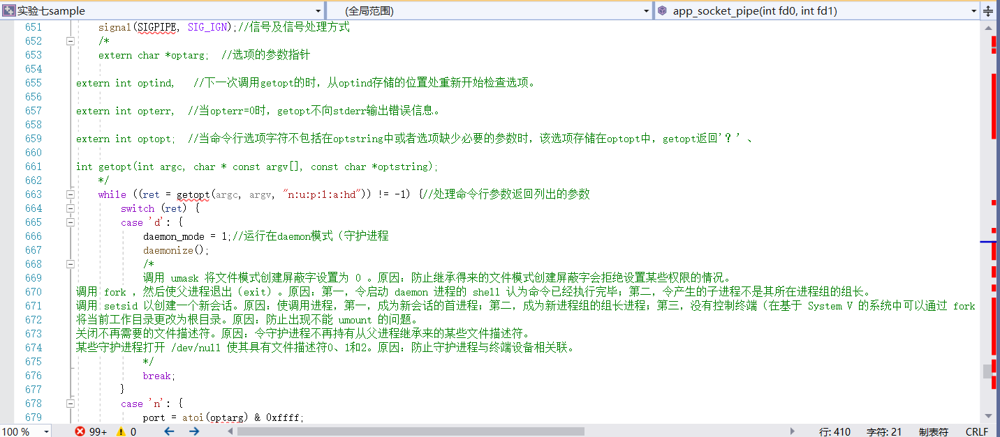 实验七sample
(全局范围)
app_socket_pipe(int fd0, int fd1)
651 signal(SIGPIPE, SIG_IGN);//信号及信号处理方式
652 /*
653 extern char *optarg; //选项的参数指针
654
655 extern int optind, //下一次调用getopt的时，从optind存储的位置处重新开始检查选项。
656
657 extern int opterr, //当opterr=0时，getopt不向stderr输出错误信息。
658
659 extern int optopt; //当命令行选项字符不包括在optstring中或者选项缺少必要的参数时，该选项存储在optopt中，getopt返回'？'、
660
661 int getopt(int argc, char * const argv[], const char *optstring);
662 */
663 while ((ret = getopt(argc, argv, "n:u:p:l:a:hd")) != -1) {//处理命令行参数返回列出的参数
664 switch (ret) {
665 case 'd': {
666 daemon_mode = 1;//运行在daemon模式（守护进程
667 daemonize();
668 /*
669 调用 umask 将文件模式创建屏蔽字设置为 0 。原因：防止继承得来的文件模式创建屏蔽字会拒绝设置某些权限的情况。
670 调用 fork ，然后使父进程退出（exit）。原因：第一，令启动 daemon 进程的 shell 认为命令已经执行完毕；第二，令产生的子进程不是其所在进程组的组长。
671 调用 setsid 以创建一个新会话。原因：使调用进程，第一，成为新会话的首进程；第二，成为新进程组的组长进程；第三，没有控制终端（在基于 System V 的系统中可以通过 fork
672 将当前工作目录更改为根目录。原因：防止出现不能 umount 的问题。
673 关闭不再需要的文件描述符。原因：令守护进程不再持有从父进程继承来的某些文件描述符。
674 某些守护进程打开 /dev/null 使其具有文件描述符0、1和2。原因：防止守护进程与终端设备相关联。
675 */
676 break;
677 }
678 case 'n': {
679 port = atoi(optarg) & 0xffff;
100 % 99+ 0 行: 410 字符: 21 制表符 CRLF